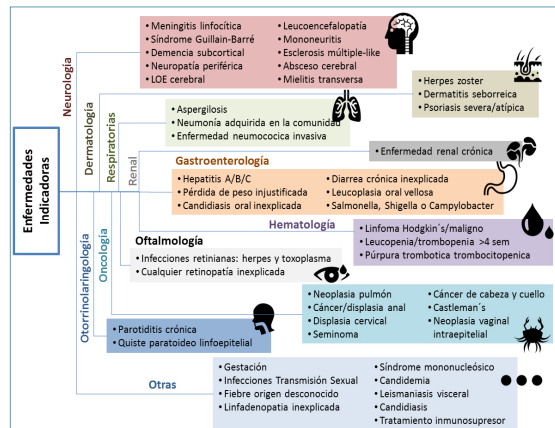 Enfermedades
Indicadores
Neurología
• Meningitis linfocítica
• Síndrome Guillain-Barré
• Demencia subcortical
• Neuropatía periférica
• LOE cerebral
• Leucoencefalopatía
• Mononeuritis
• Esclerosis múltiple-like
• Absceso cerebral
• Mielitis transversa
Dermatología
• Herpes zoster
• Dermatitis seborreica
• Psoriasis severa/atípica
Respiratorias
• Aspergilosis
• Neumonía adquirida en la comunidad
• Enfermedad neumococica invasiva
Renal
• Enfermedad renal crónica
Gastroenterología
• Hepatitis A/B/C
• Pérdida de peso injustificada
• Candidiasis oral inexplicada
• Diarrea crónica inexplicada
• Leucoplasia oral vellosa
• Salmonella, Shigella o Campylobacter
Hematología
• Linfoma Hodgkin´s/maligno
• Leucopenia/trombopenia >4 sem
• Púrpura trombotica trombocitopenica
Oftalmología
• Infecciones retinianas: herpes y toxoplasma
• Cualquier retinopatía inexplicada
Oncología
• Neoplasia pulmón
• Cáncer/displasia anal
• Displasia cervical
• Seminoma
• Cáncer de cabeza y cuello
• Castleman´s
• Neoplasia vaginal
intraepitelial
Otorrinolaringología
• Parotiditis crónica
• Quiste paratoideo linfoepitelial
Otras
• Gestación
• Infecciones Transmisión Sexual
• Fiebre origen desconocido
• Linfadenopatia inexplicada
• Síndrome mononucleósico
• Candidemia
• Leismaniasis visceral
• Candidiasis
• Tratamiento inmunosupresor